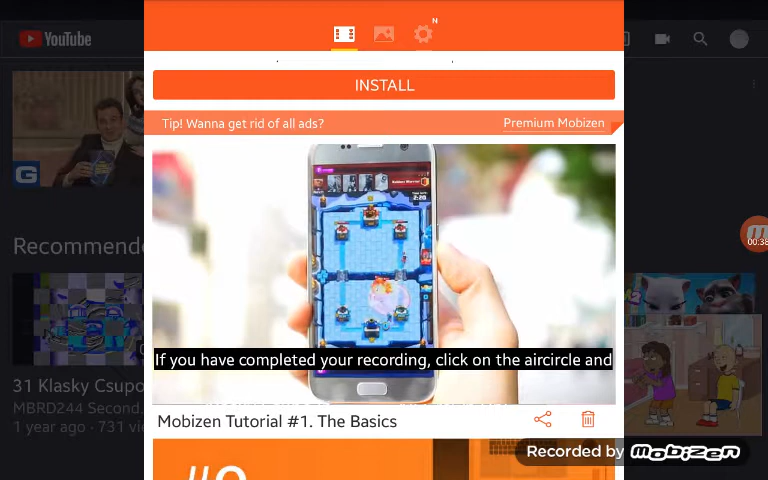 YouTube
N
INSTALL
Tip! Wanna get rid of all ads?
Premium Mobizen
G
2:20
00:38
Recommende
If you have completed your recording, click on the aircircle and
31 Klasky Csupo
MBRD244 Second,
1 year ago · 731 vie
Mobizen Tutorial #1. The Basics
Recorded by mobizen